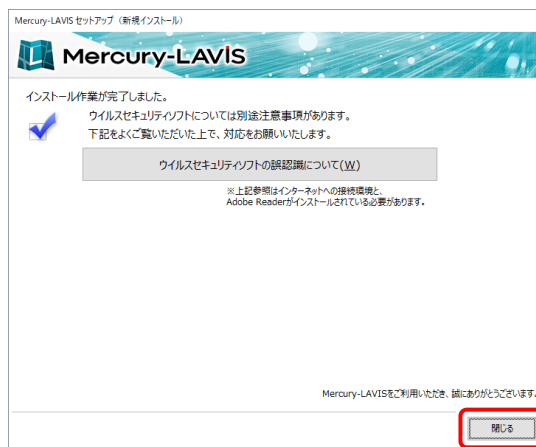 Mercury-LAVIS セットアップ（新規インストール）
Mercury-LAVIS
インストール作業が完了しました。
ウイルスセキュリティソフトについては別途注意事項があります。
下記をよくご覧いただいた上で、対応をお願いいたします。
ウイルスセキュリティソフトの誤認識について(W)
※上記参照はインターネットへの接続環境と、
Adobe Readerがインストールされている必要があります。
Mercury-LAVISをご利用いただき、誠にありがとうございます。
閉じる